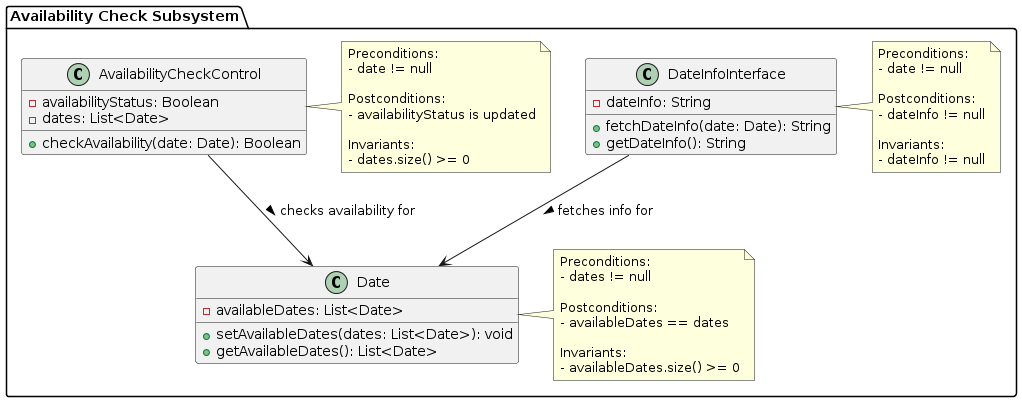 Availability Check Subsystem
C AvailabilityCheckControl
availabilityStatus: Boolean
dates: List<Date>
checkAvailability(date: Date): Boolean
Preconditions:
- date != null
Postconditions:
- availabilityStatus is updated
Invariants:
- dates.size() >= 0
C DateInfoInterface
dateInfo: String
fetchDateInfo(date: Date): String
getDateInfo(): String
Preconditions:
- date != null
Postconditions:
- dateInfo != null
Invariants:
- dateInfo != null
checks availability for
fetches info for
C Date
availableDates: List<Date>
setAvailableDates(dates: List<Date>): void
getAvailableDates(): List<Date>
Preconditions:
- dates != null
Postconditions:
- availableDates == dates
Invariants:
- availableDates.size() >= 0